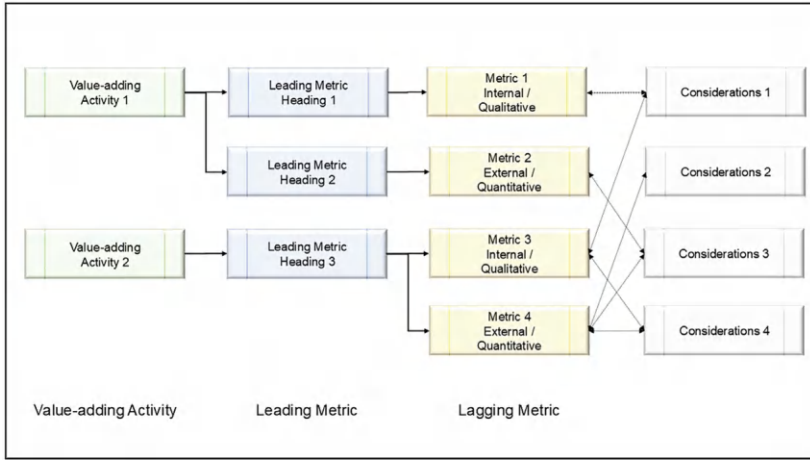 Value-adding
Activity 1
Leading Metric
Heading 1
Metric 1
Internal /
Qualitative
Considerations 1
Leading Metric
Heading 2
Metric 2
External /
Quantitative
Considerations 2
Value-adding
Activity 2
Leading Metric
Heading 3
Metric 3
Internal /
Qualitative
Considerations 3
Metric 4
External /
Quantitative
Considerations 4
Value-adding Activity
Leading Metric
Lagging Metric